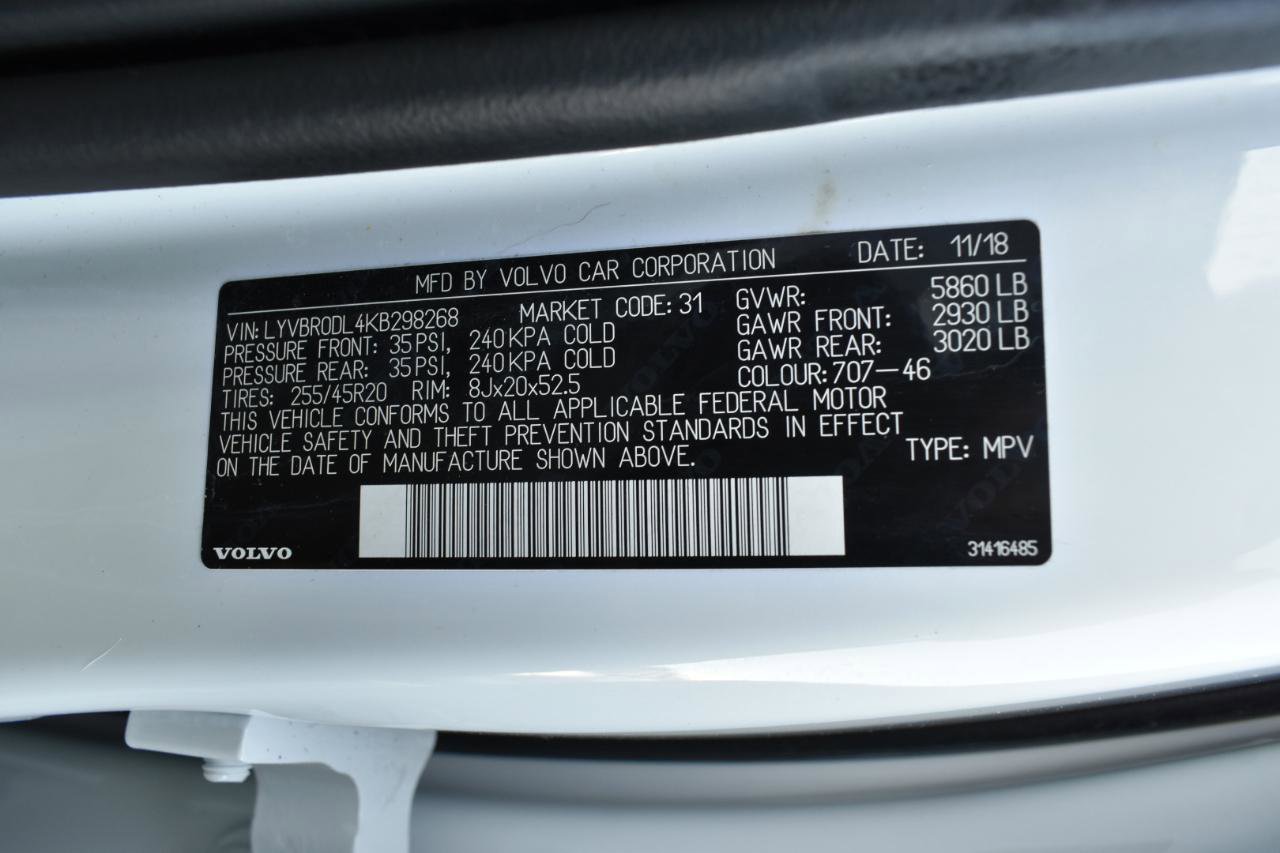 MFD BY VOLVO CAR CORPORATION DATE: 11/18
VIN: LYVBR0DL4KB298268 MARKET CODE: 31 GVWR: 5860 LB
PRESSURE FRONT: 35 PSI, 240 KPA COLD GAWR FRONT: 2930 LB
PRESSURE REAR: 35 PSI, 240 KPA COLD GAWR REAR: 3020 LB
TIRES: 255/45R20 RIM: 8Jx20x52.5 COLOUR: 707-46
THIS VEHICLE CONFORMS TO ALL APPLICABLE FEDERAL MOTOR
VEHICLE SAFETY AND THEFT PREVENTION STANDARDS IN EFFECT
ON THE DATE OF MANUFACTURE SHOWN ABOVE. TYPE: MPV
VOLVO 31416485